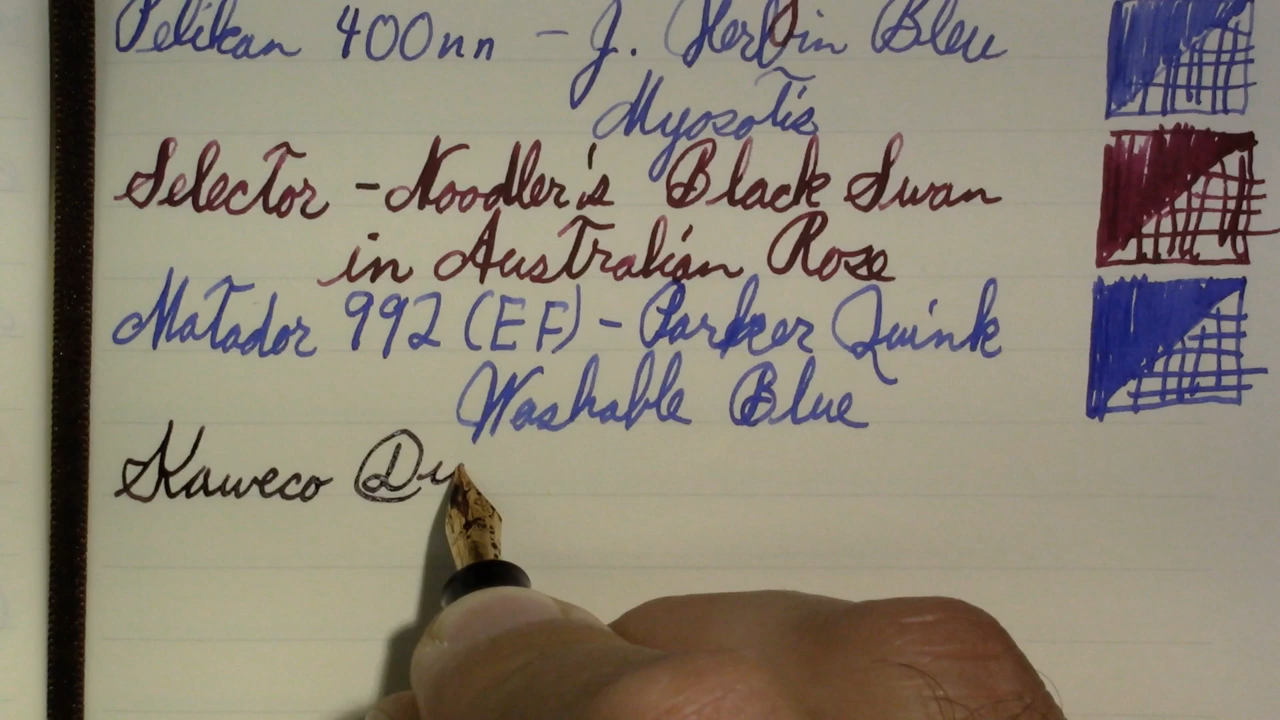 Pelikan 400nn - J. Herbin Bleu
Myosotis
Selector - Noodler's Black Swan
in Australian Rose
Matador 992 (EF) - Parker Quink
Washable Blue
Kaweco Du